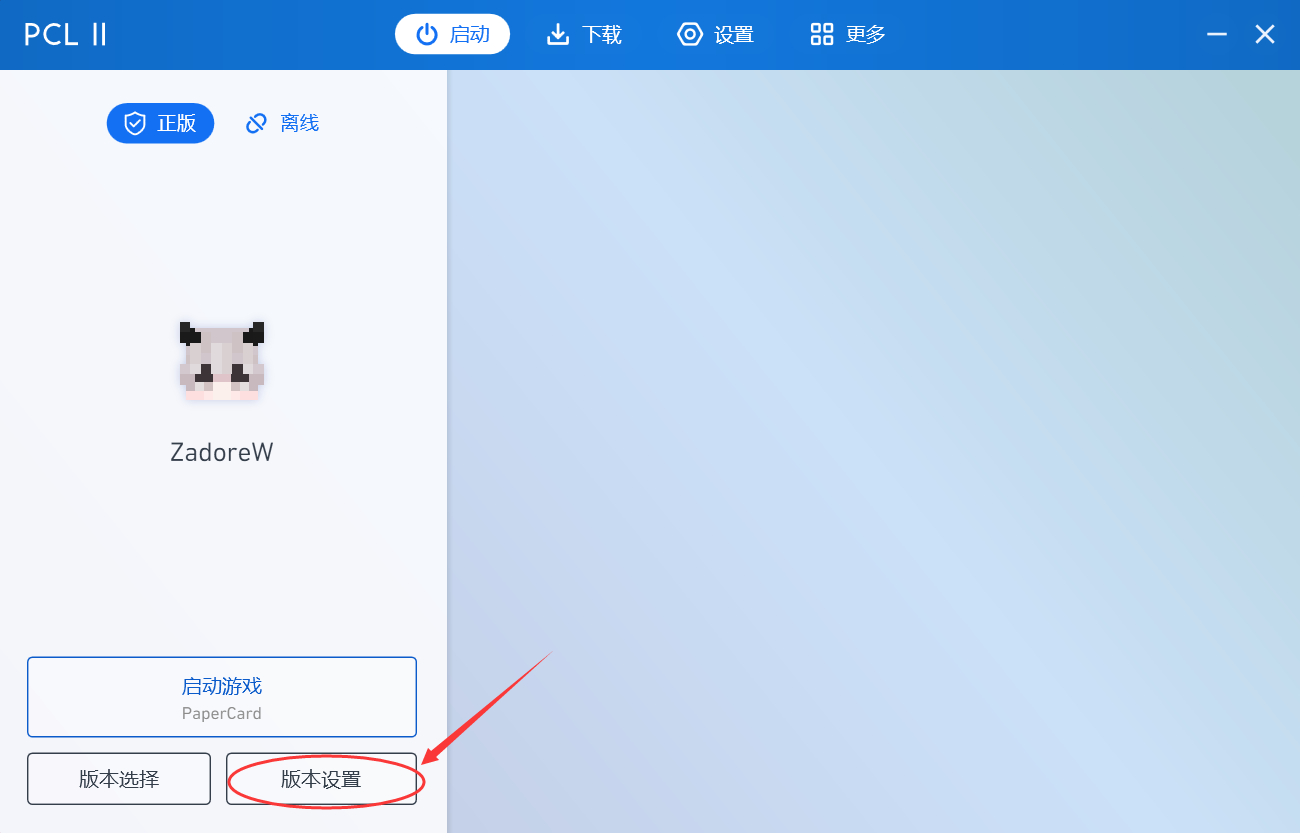 PCL II
启动
下载
设置
更多
正版
离线
ZadoreW
启动游戏
PaperCard
版本选择
版本设置